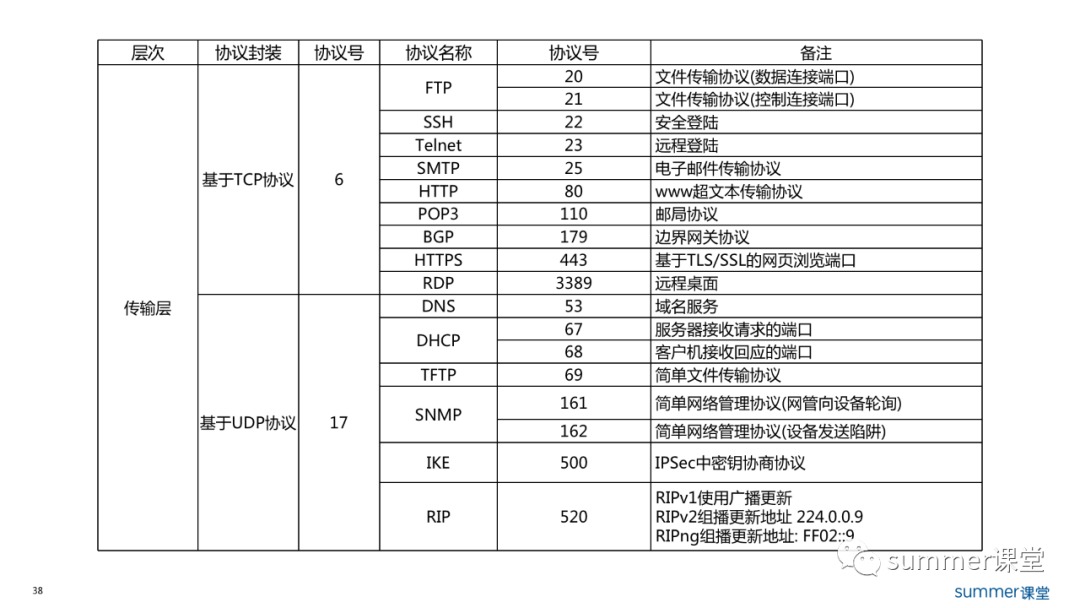 层次 协议封装 协议号 协议名称 协议号 备注
传输层 基于TCP协议 6 FTP 20 文件传输协议(数据连接端口)
21 文件传输协议(控制连接端口)
SSH 22 安全登陆
Telnet 23 远程登陆
SMTP 25 电子邮件传输协议
HTTP 80 www超文本传输协议
POP3 110 邮局协议
BGP 179 边界网关协议
HTTPS 443 基于TLS/SSL的网页浏览端口
RDP 3389 远程桌面
基于UDP协议 17 DNS 53 域名服务
DHCP 67 服务器接收请求的端口
68 客户机接收回应的端口
TFTP 69 简单文件传输协议
SNMP 161 简单网络管理协议(网管向设备轮询)
162 简单网络管理协议(设备发送陷阱)
IKE 500 IPSec中密钥协商协议
RIP 520 RIPv1使用广播更新
RIPv2组播更新地址 224.0.0.9
RIPng组播更新地址: FF02::9
summer课堂
38
summer课堂